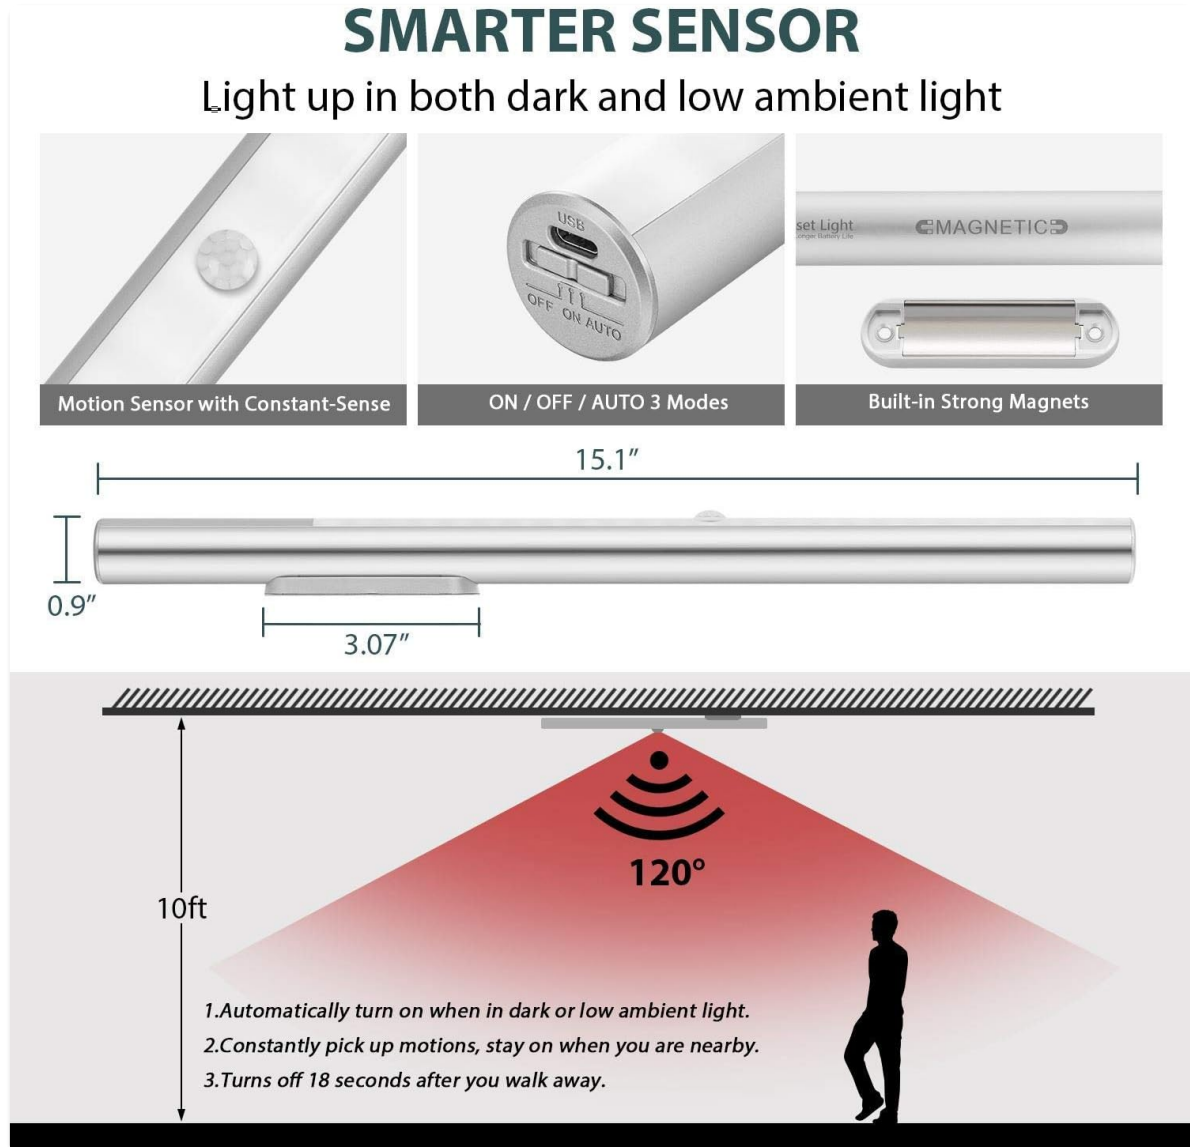 SMARTER SENSOR
Light up in both dark and low ambient light
USB
OFF ON AUTO
set Light
onger Battery Life
MAGNETIC
Motion Sensor with Constant-Sense
ON / OFF / AUTO 3 Modes
Built-in Strong Magnets
15.1”
0.9”
3.07”
120°
10ft
1.Automatically turn on when in dark or low ambient light.
2.Constantly pick up motions, stay on when you are nearby.
3.Turns off 18 seconds after you walk away.